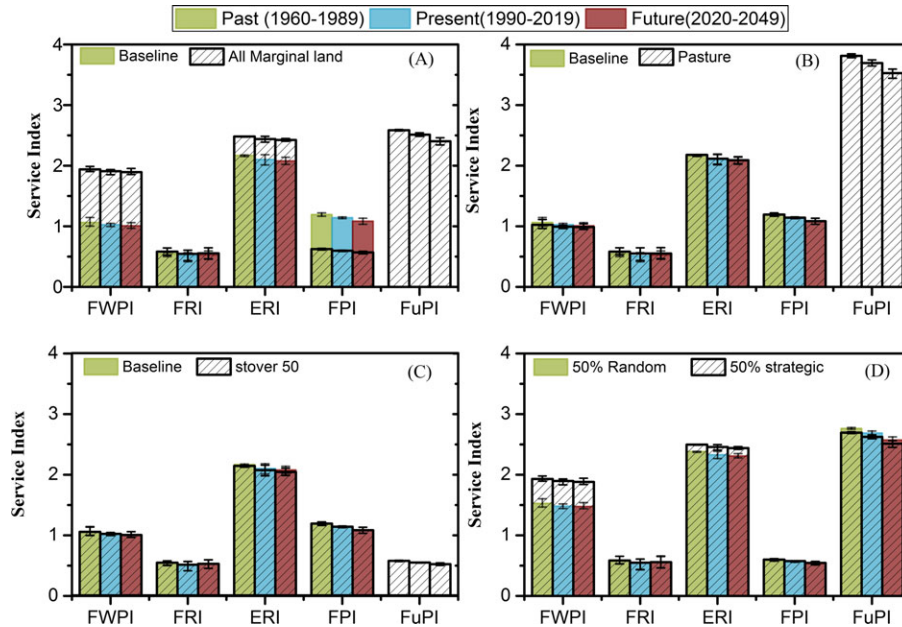 Past (1960-1989) Present(1990-2019) Future(2020-2049)
Baseline All Marginal land (A)
Service Index
4
3
2
1
0
FWPI FRI ERI FPI FuPI
Baseline Pasture (B)
Service Index
4
3
2
1
0
FWPI FRI ERI FPI FuPI
Baseline stover 50 (C)
Service Index
4
3
2
1
0
FWPI FRI ERI FPI FuPI
50% Random 50% strategic (D)
Service Index
4
3
2
1
0
FWPI FRI ERI FPI FuPI